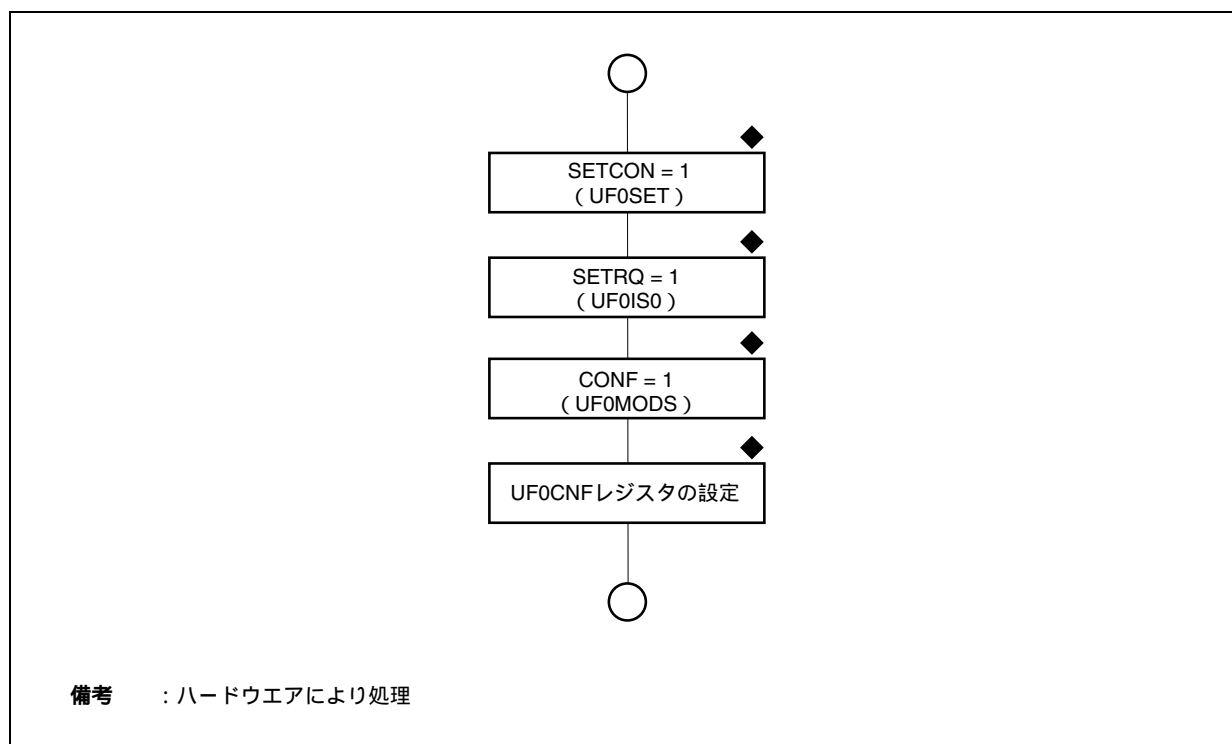 SETCON = 1
（UF0SET）
SETRQ = 1
（UF0IS0）
CONF = 1
（UF0MODS）
UF0CNFレジスタの設定
備考　：ハードウエアにより処理